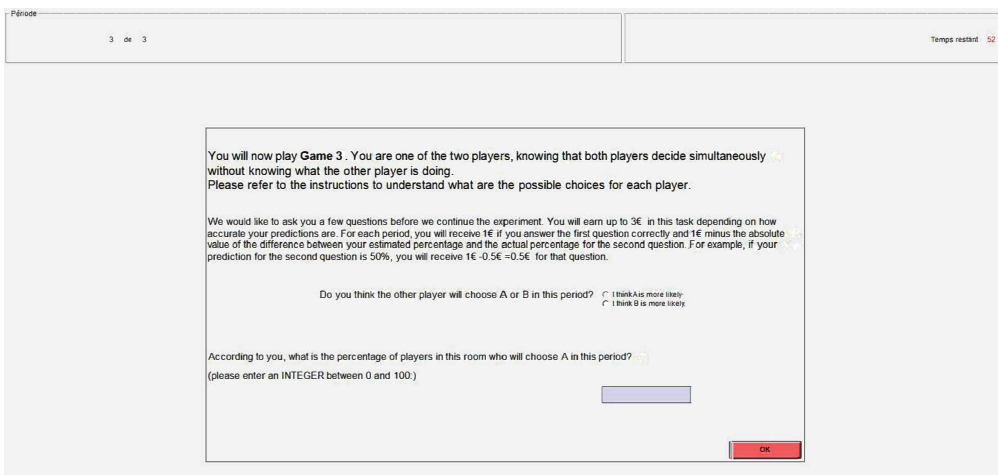 Période
3 de 3
Temps restant 52
You will now play Game 3 . You are one of the two players, knowing that both players decide simultaneously
without knowing what the other player is doing.
Please refer to the instructions to understand what are the possible choices for each player.
We would like to ask you a few questions before we continue the experiment. You will earn up to 3€ in this task depending on how
accurate your predictions are. For each period, you will receive 1€ if you answer the first question correctly and 1€ minus the absolute
value of the difference between your estimated percentage and the actual percentage for the second question. For example, if your
prediction for the second question is 50%, you will receive 1€ -0.5€ =0.5€ for that question.
Do you think the other player will choose A or B in this period?
I think A is more likely
I think B is more likely
According to you, what is the percentage of players in this room who will choose A in this period?
(please enter an INTEGER between 0 and 100:)
OK